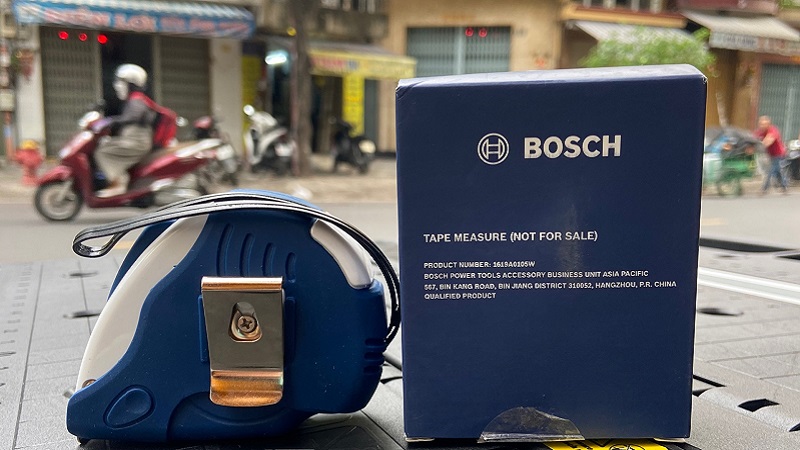 BOSCH
TAPE MEASURE (NOT FOR SALE)
PRODUCT NUMBER: 1619A0105W
BOSCH POWER TOOLS ACCESSORY BUSINESS UNIT ASIA PACIFIC
567, BIN KANG ROAD, BIN JIANG DISTRICT 310052, HANGZHOU, P.R. CHINA
QUALIFIED PRODUCT